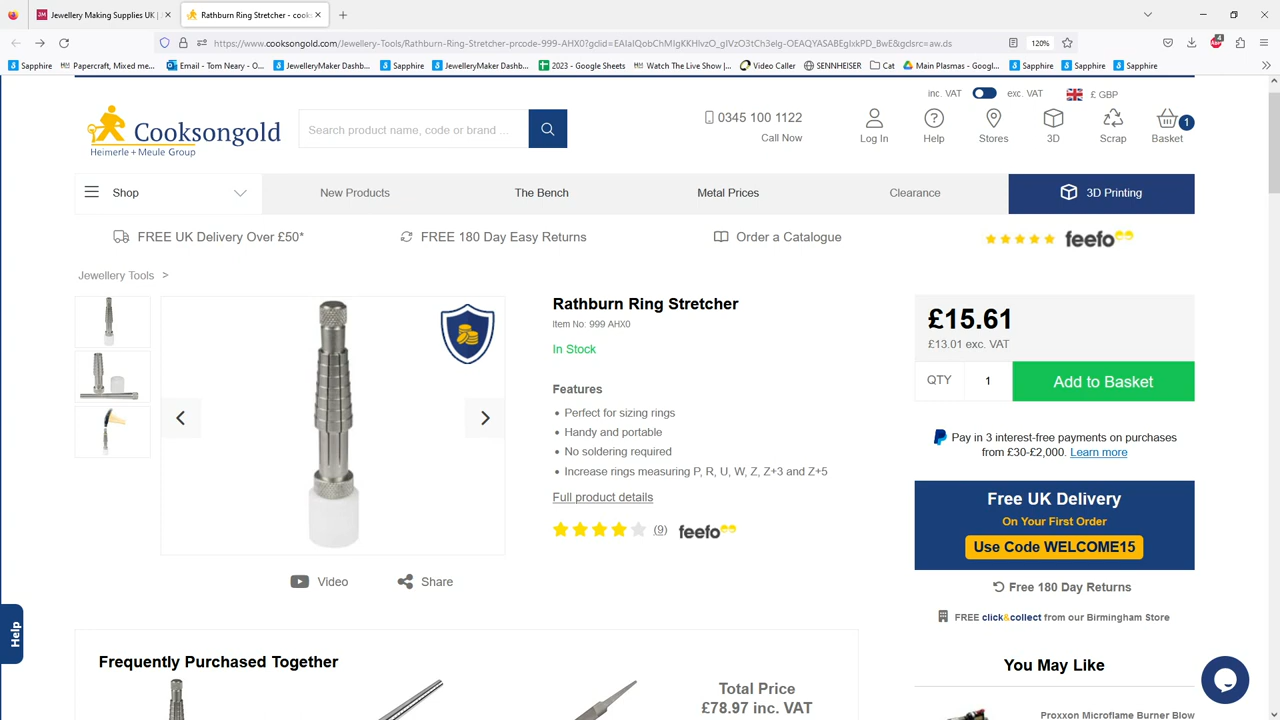 Jewellery Making Supplies UK |
Rathburn Ring Stretcher - cooks
https://www.cooksongold.com/Jewellery-Tools/Rathburn-Ring-Stretcher-prcode-999-AHX0?gclid=EAIaIQobChMIgKKHIvzO_gIVzO3tCh3eIg-OEAQYASABEgIxkPD_BwE&gdsrc=aw.ds
120%
4
ABP
Sapphire
Papercraft, Mixed me...
Email - Tom Neary - O...
JewelleryMaker Dashb...
Sapphire
JewelleryMaker Dashb...
2023 - Google Sheets
Watch The Live Show |...
Video Caller
SENNHEISER
Cat
Main Plasmas - Googl...
Sapphire
Sapphire
Sapphire
inc. VAT
exc. VAT
£ GBP
Cooksongold
Heimerle + Meule Group
Search product name, code or brand ...
0345 100 1122
Call Now
Log In
Help
Stores
3D
Scrap
Basket
1
Shop
New Products
The Bench
Metal Prices
Clearance
3D Printing
FREE UK Delivery Over £50*
FREE 180 Day Easy Returns
Order a Catalogue
feefo
Jewellery Tools >
Rathburn Ring Stretcher
Item No: 999 AHX0
In Stock
Features
Perfect for sizing rings
Handy and portable
No soldering required
Increase rings measuring P, R, U, W, Z, Z+3 and Z+5
Full product details
(9)
feefo
Video
Share
£15.61
£13.01 exc. VAT
QTY
1
Add to Basket
Pay in 3 interest-free payments on purchases
from £30-£2,000. Learn more
Free UK Delivery
On Your First Order
Use Code WELCOME15
Free 180 Day Returns
FREE click&collect from our Birmingham Store
Help
Frequently Purchased Together
Total Price
£78.97 inc. VAT
You May Like
Proxxon Microflame Burner Blow